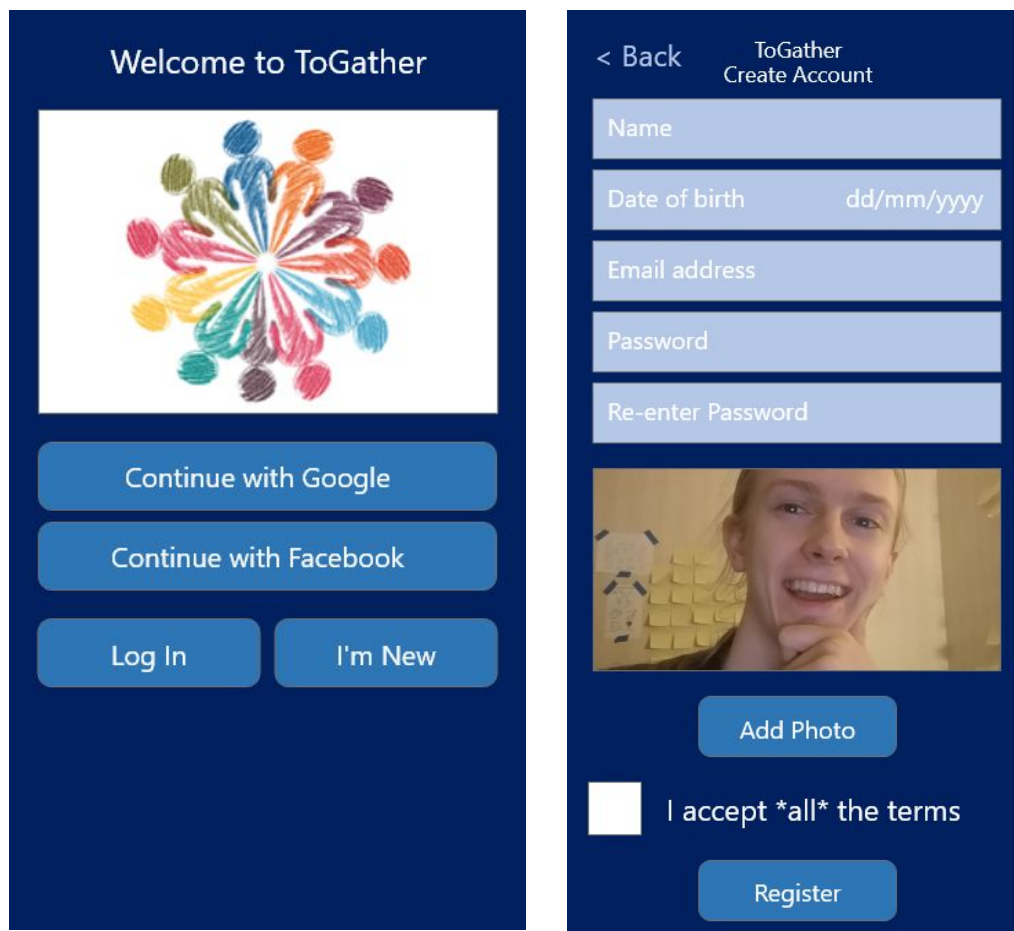 Welcome to ToGather
Continue with Google
Continue with Facebook
Log In
I'm New
< Back
ToGather
Create Account
Name
Date of birth dd/mm/yyyy
Email address
Password
Re-enter Password
Add Photo
I accept *all* the terms
Register